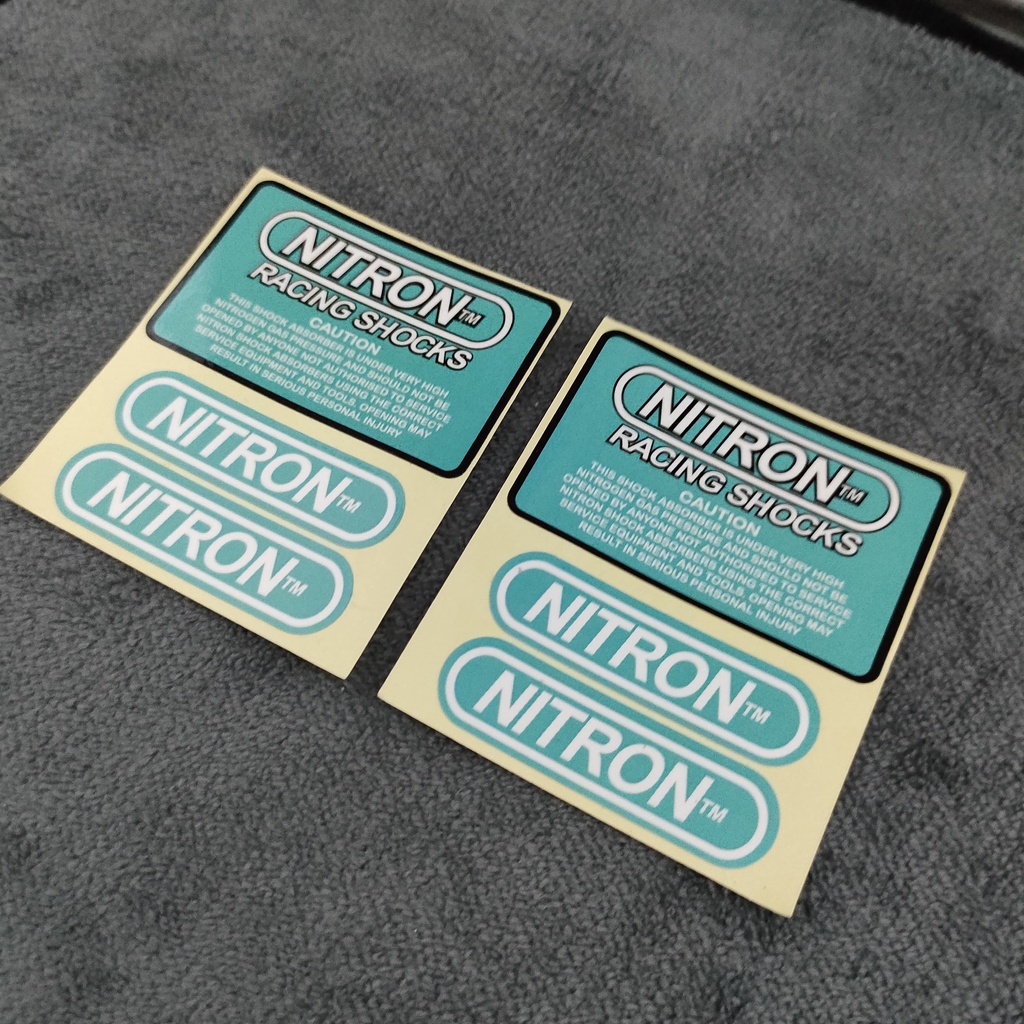 NITRON™
RACING SHOCKS
CAUTION
THIS SHOCK ABSORBER IS UNDER VERY HIGH
NITROGEN GAS PRESSURE AND SHOULD NOT BE
OPENED BY ANYONE NOT AUTHORISED TO SERVICE
NITRON SHOCK ABSORBERS USING THE CORRECT
SERVICE EQUIPMENT AND TOOLS. OPENING MAY
RESULT IN SERIOUS PERSONAL INJURY
NITRON™
NITRON™
NITRON™
RACING SHOCKS
CAUTION
THIS SHOCK ABSORBER IS UNDER VERY HIGH
NITROGEN GAS PRESSURE AND SHOULD NOT BE
OPENED BY ANYONE NOT AUTHORISED TO SERVICE
NITRON SHOCK ABSORBERS USING THE CORRECT
SERVICE EQUIPMENT AND TOOLS. OPENING MAY
RESULT IN SERIOUS PERSONAL INJURY
NITRON™
NITRON™